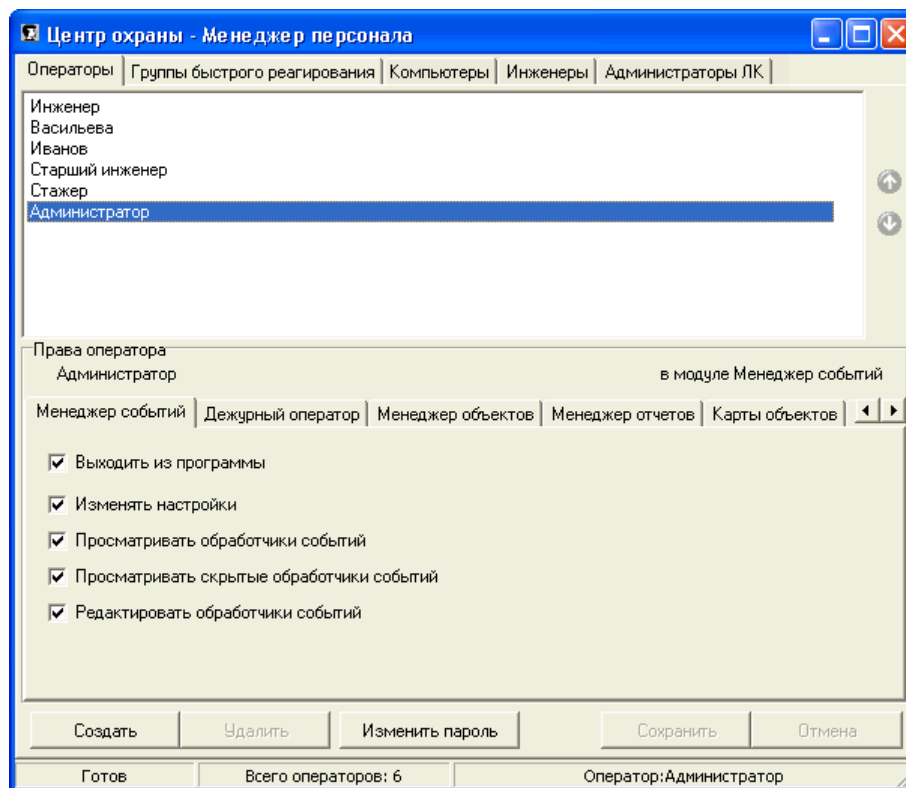 Центр охраны - Менеджер персонала
Операторы Группы быстрого реагирования Компьютеры Инженеры Администраторы ЛК
Инженер
Васильева
Иванов
Старший инженер
Стажер
Администратор
Права оператора
Администратор в модуле Менеджер событий
Менеджер событий Дежурный оператор Менеджер объектов Менеджер отчетов Карты объектов
Выходить из программы
Изменять настройки
Просматривать обработчики событий
Просматривать скрытые обработчики событий
Редактировать обработчики событий
Создать Удалить Изменить пароль Сохранить Отмена
Готов Всего операторов: 6 Оператор:Администратор